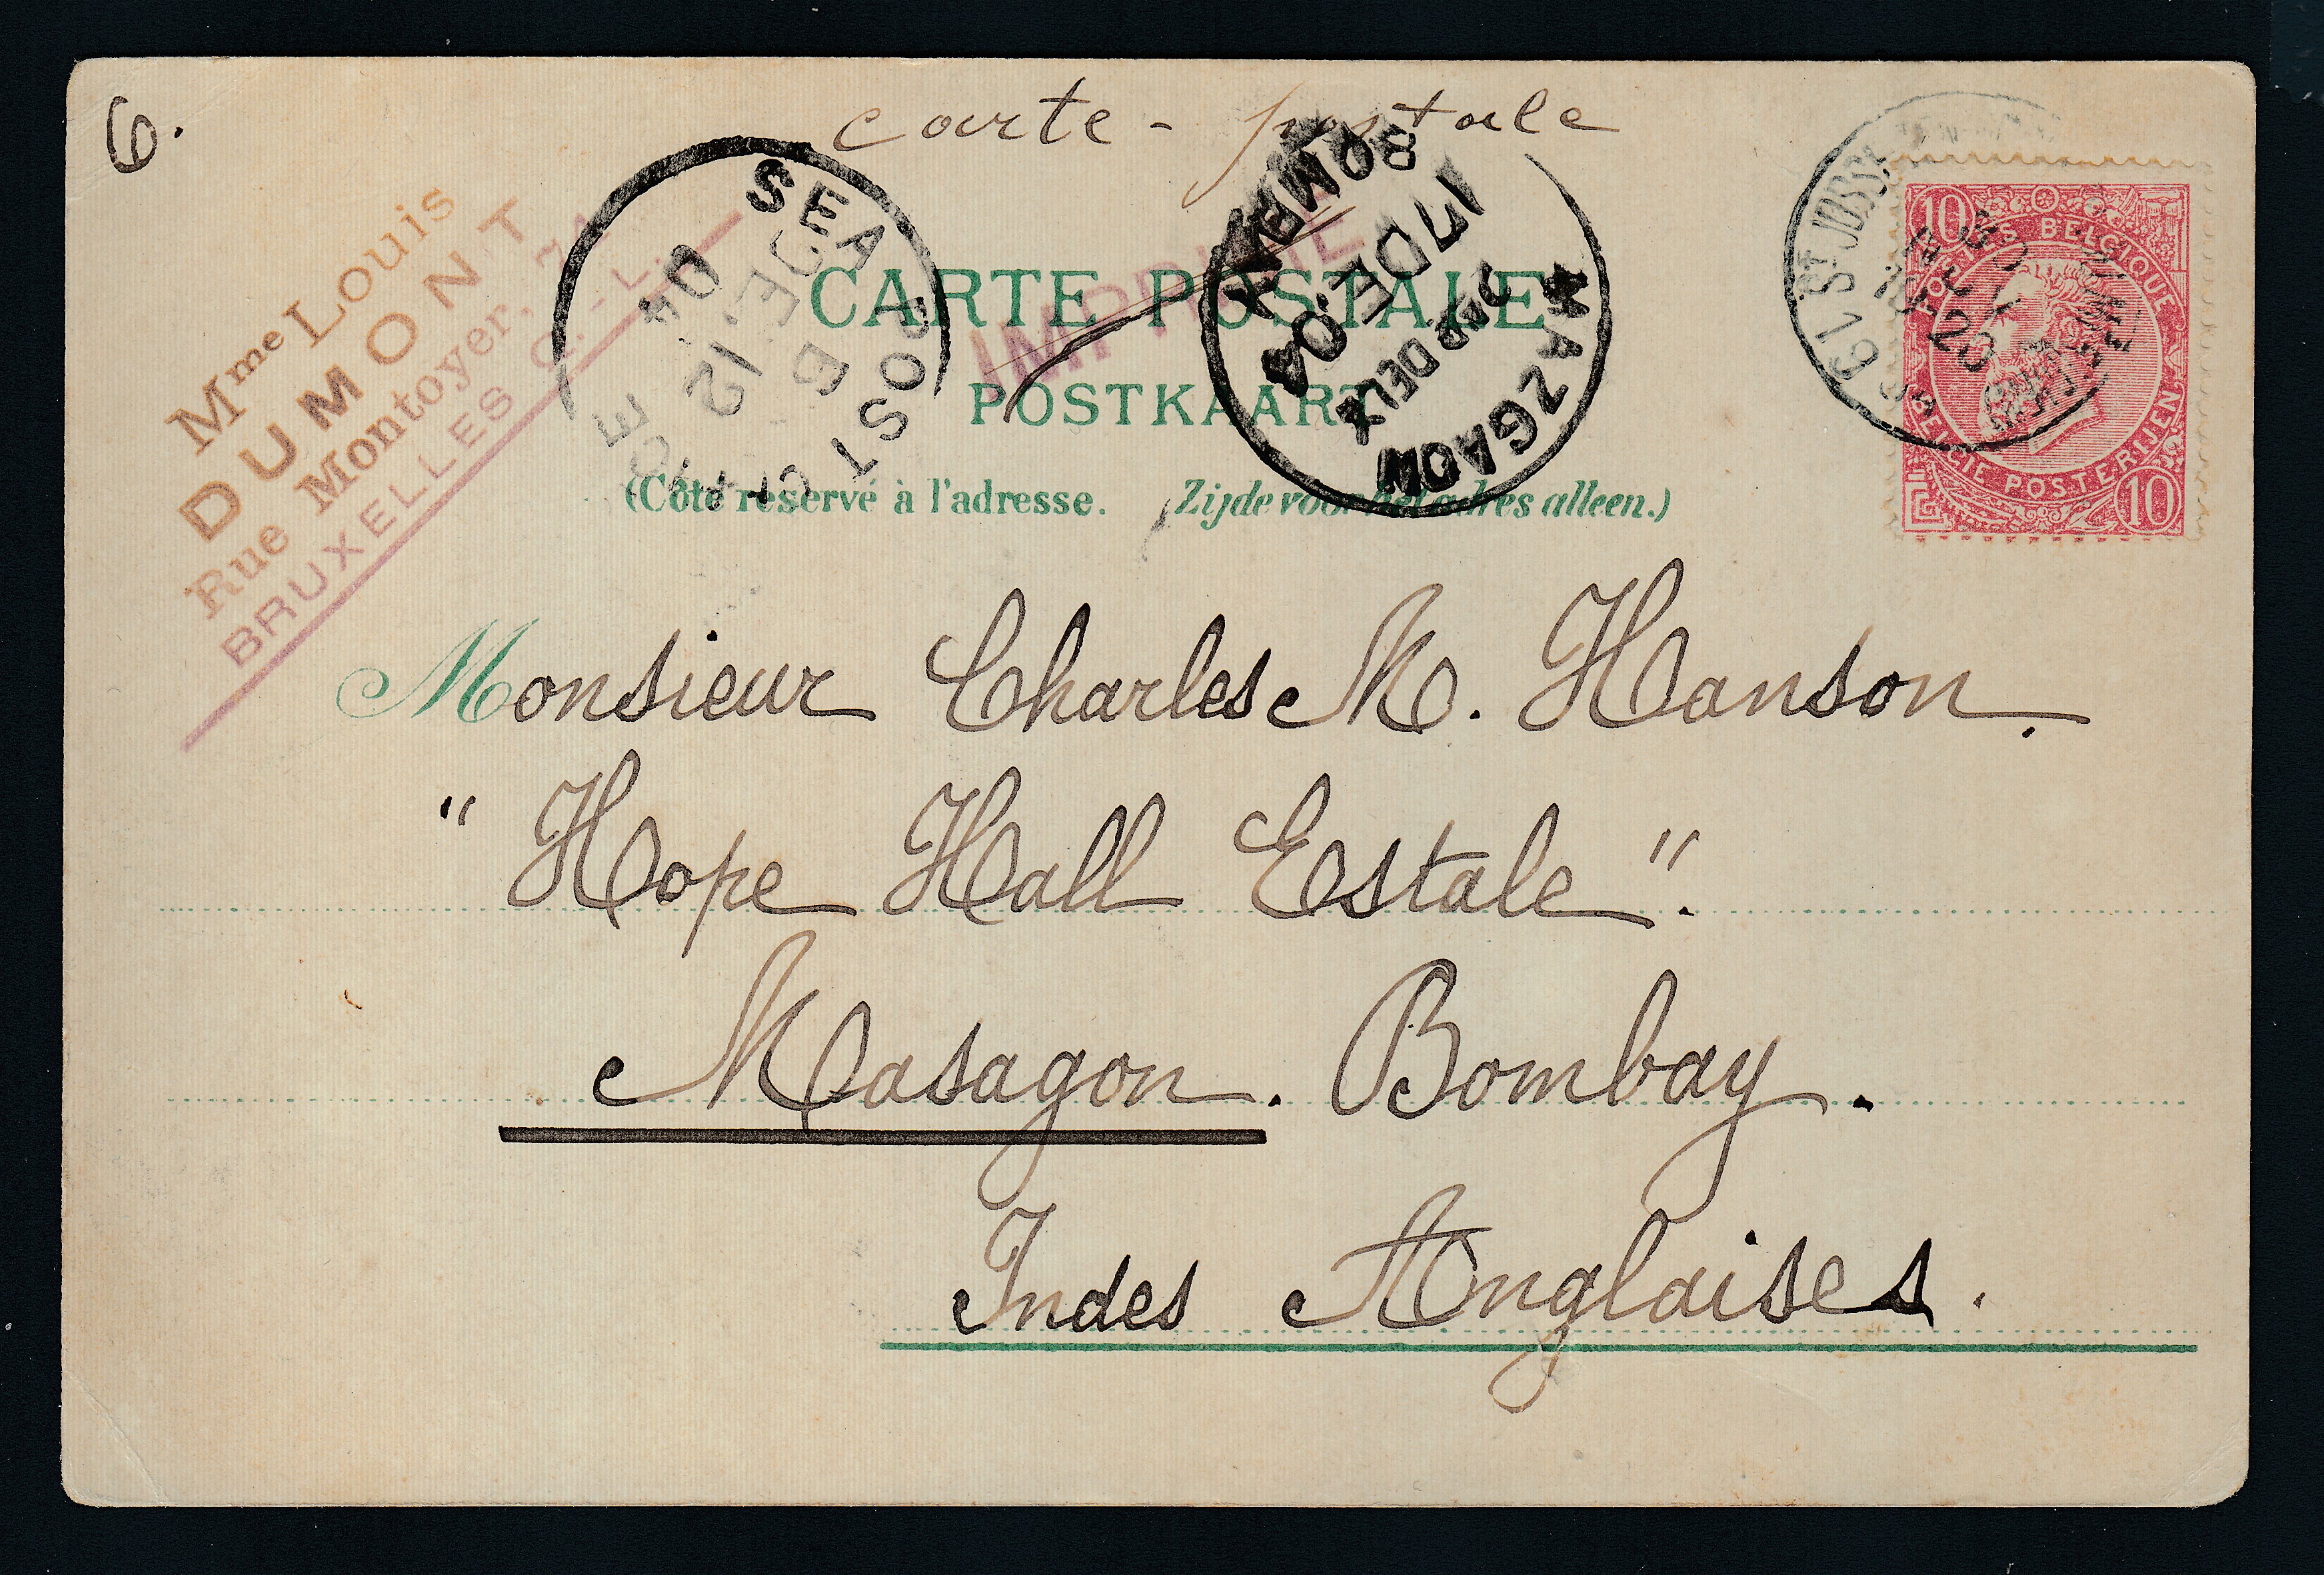 6.
carte - postale
Mme Louis
DUMONT
Rue Montoyer,
BRUXELLES Q.-L.
SEA POST OFFICE
E
DE 12
04
IMPRIMÉ
MAZGAON
BOMBAY
17 DE 04
CARTE POSTALE
POSTKAART
(Côté réservé à l'adresse. Zijde voor het adres alleen.)
10
POSTES BELGIQUE
BELGIE POSTERIJEN
10
Monsieur Charles M. Hanson.
"Hope Hall Estate".
Masagon. Bombay.
Indes Anglaises.